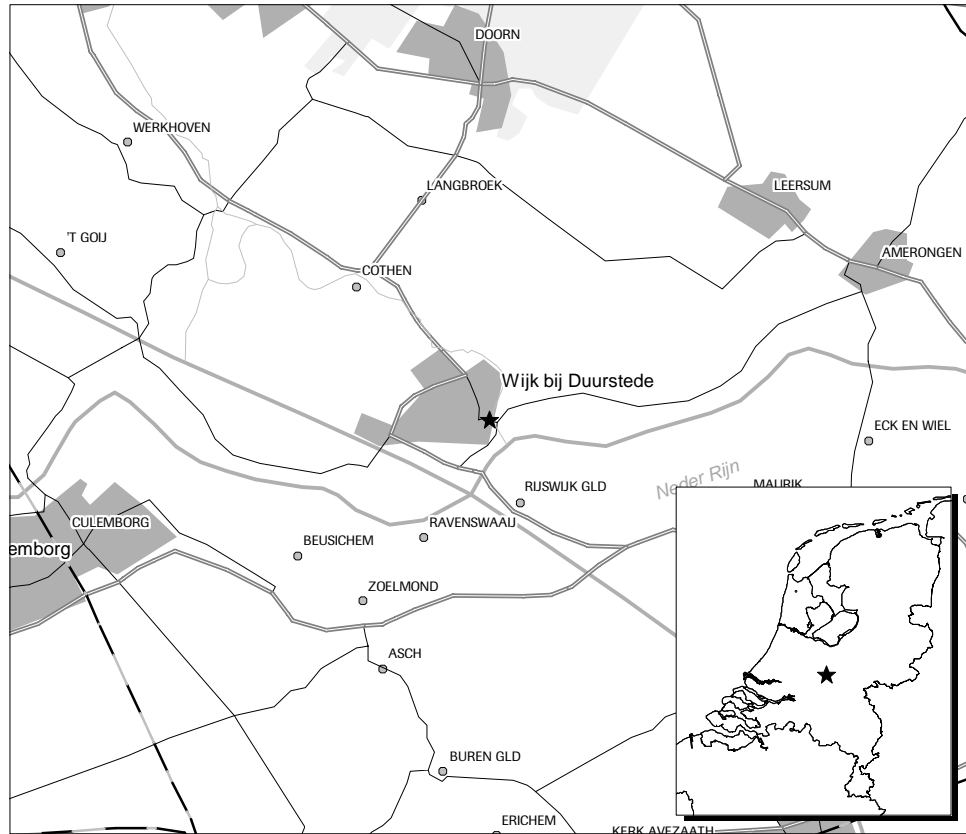 DOORN
WERKHOVEN
LANGBROEK
LEERSUM
'T GOIJ
AMERONGEN
COTHEN
Wijk bij Duurstede
ECK EN WIEL
Neder Rijn
MAURIK
RIJSWIJK GLD
CULEMBORG
RAVENSWAAIJ
emborg
BEUSICHEM
ZOELMOND
ASCH
BUREN GLD
ERICHEM
KERK AVEZAATH